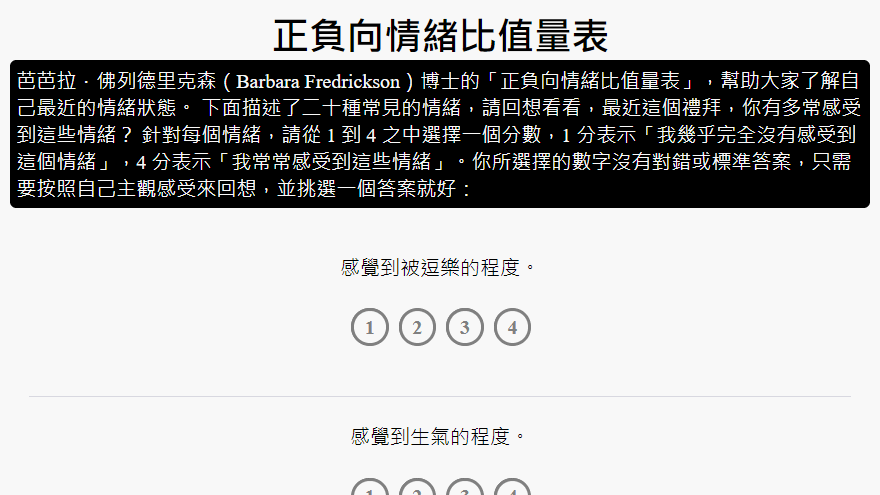 正負向情緒比值量表
芭芭拉．佛列德里克森（Barbara Fredrickson）博士的「正負向情緒比值量表」，幫助大家了解自
己最近的情緒狀態。 下面描述了二十種常見的情緒，請回想看看，最近這個禮拜，你有多常感受
到這些情緒？ 針對每個情緒，請從 1 到 4 之中選擇一個分數，1 分表示「我幾乎完全沒有感受到
這個情緒」，4 分表示「我常常感受到這些情緒」。你所選擇的數字沒有對錯或標準答案，只需
要按照自己主觀感受來回想，並挑選一個答案就好：
感覺到被逗樂的程度。
1 2 3 4
感覺到生氣的程度。
1 2 3 4